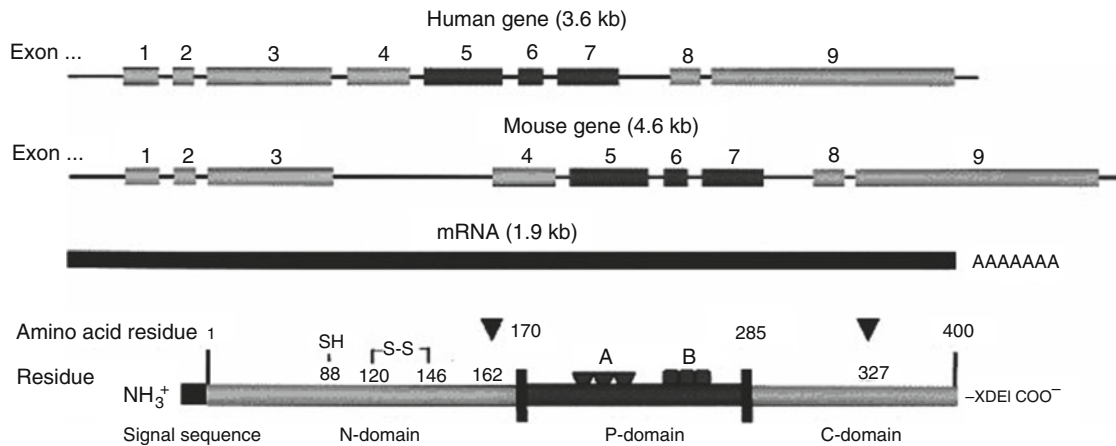 Human gene (3.6 kb)
Exon ... 1 2 3 4 5 6 7 8 9
Mouse gene (4.6 kb)
Exon ... 1 2 3 4 5 6 7 8 9
mRNA (1.9 kb)
AAAAAAA
Amino acid residue 1 170 285 400
SH S-S A B
Residue 88 120 146 162 327
NH3+ –XDEI COO−
Signal sequence N-domain P-domain C-domain